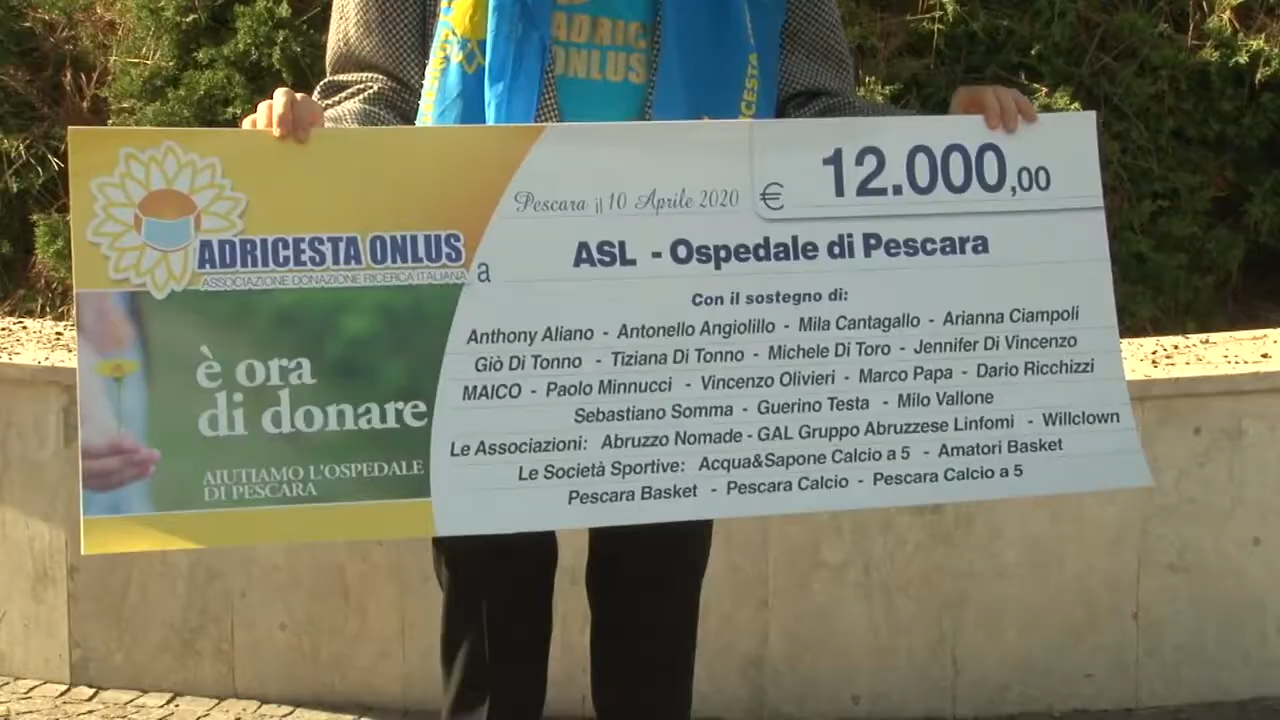 ADRIC
ONLUS
CESTA
Pescara il 10 Aprile 2020
€ 12.000,00
ADRICESTA ONLUS
ASSOCIAZIONE DONAZIONE RICERCA ITALIANA
a ASL - Ospedale di Pescara
Con il sostegno di:
Anthony Aliano - Antonello Angiolillo - Mila Cantagallo - Arianna Ciampoli
Giò Di Tonno - Tiziana Di Tonno - Michele Di Toro - Jennifer Di Vincenzo
MAICO - Paolo Minnucci - Vincenzo Olivieri - Marco Papa - Dario Ricchizzi
Sebastiano Somma - Guerino Testa - Milo Vallone
Le Associazioni: Abruzzo Nomade - GAL Gruppo Abruzzese Linfomi - Willclown
Le Società Sportive: Acqua&Sapone Calcio a 5 - Amatori Basket
Pescara Basket - Pescara Calcio - Pescara Calcio a 5
è ora
di donare
AIUTIAMO L'OSPEDALE
DI PESCARA